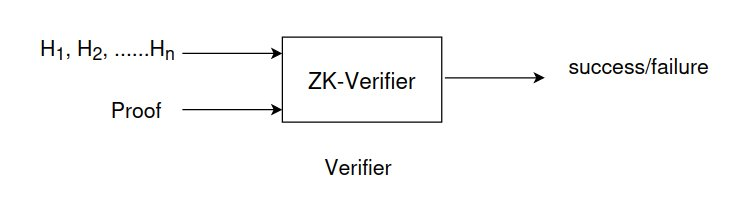 H₁, H₂, ......Hₙ
success/failure
ZK-Verifier
Proof
Verifier